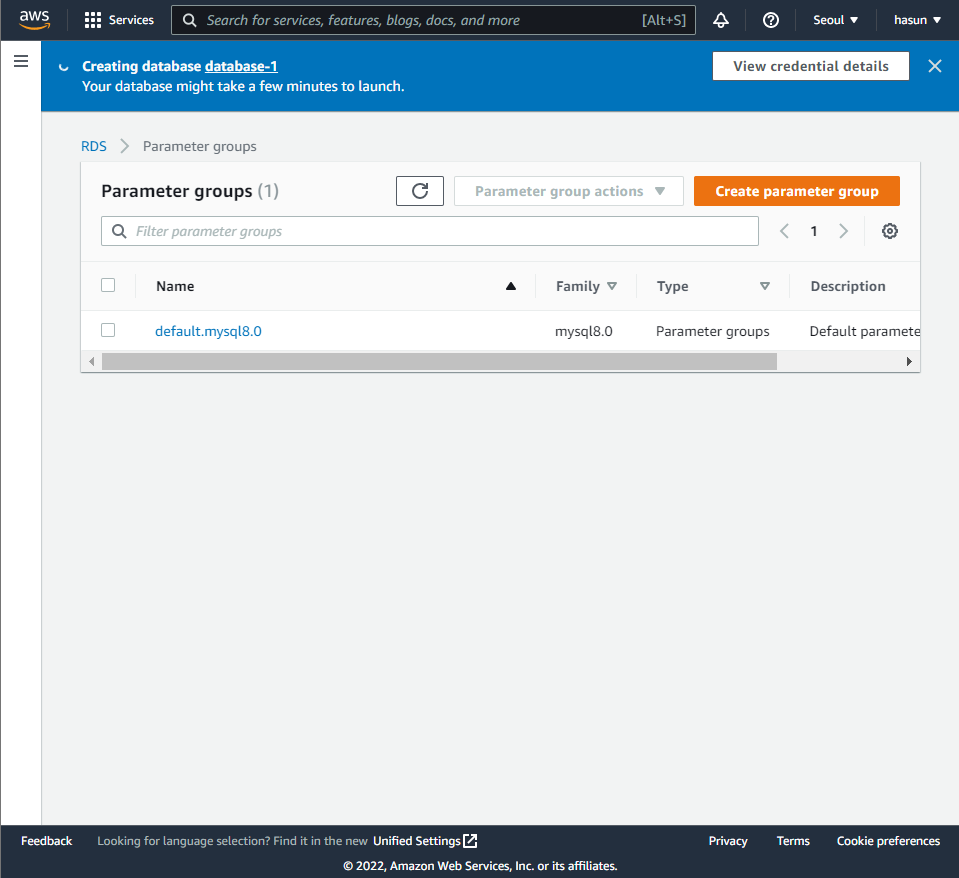 aws
Services
Search for services, features, blogs, docs, and more [Alt+S]
Seoul
hasun
Creating database database-1
Your database might take a few minutes to launch.
View credential details
RDS
Parameter groups
Parameter groups (1)
Parameter group actions
Create parameter group
Filter parameter groups
1
Name Family Type Description
default.mysql8.0 mysql8.0 Parameter groups Default paramete
Feedback Looking for language selection? Find it in the new Unified Settings Privacy Terms Cookie preferences
© 2022, Amazon Web Services, Inc. or its affiliates.